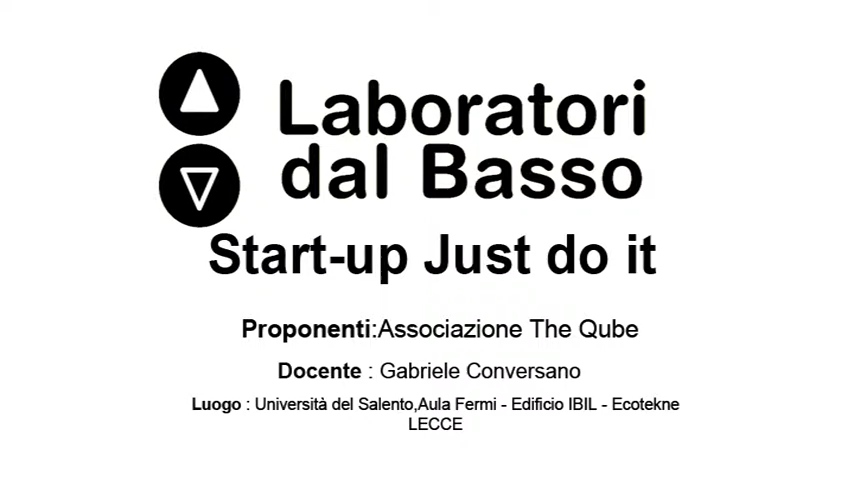 Laboratori
dal Basso
Start-up Just do it
Proponenti:Associazione The Qube
Docente : Gabriele Conversano
Luogo : Università del Salento,Aula Fermi - Edificio IBIL - Ecotekne
LECCE